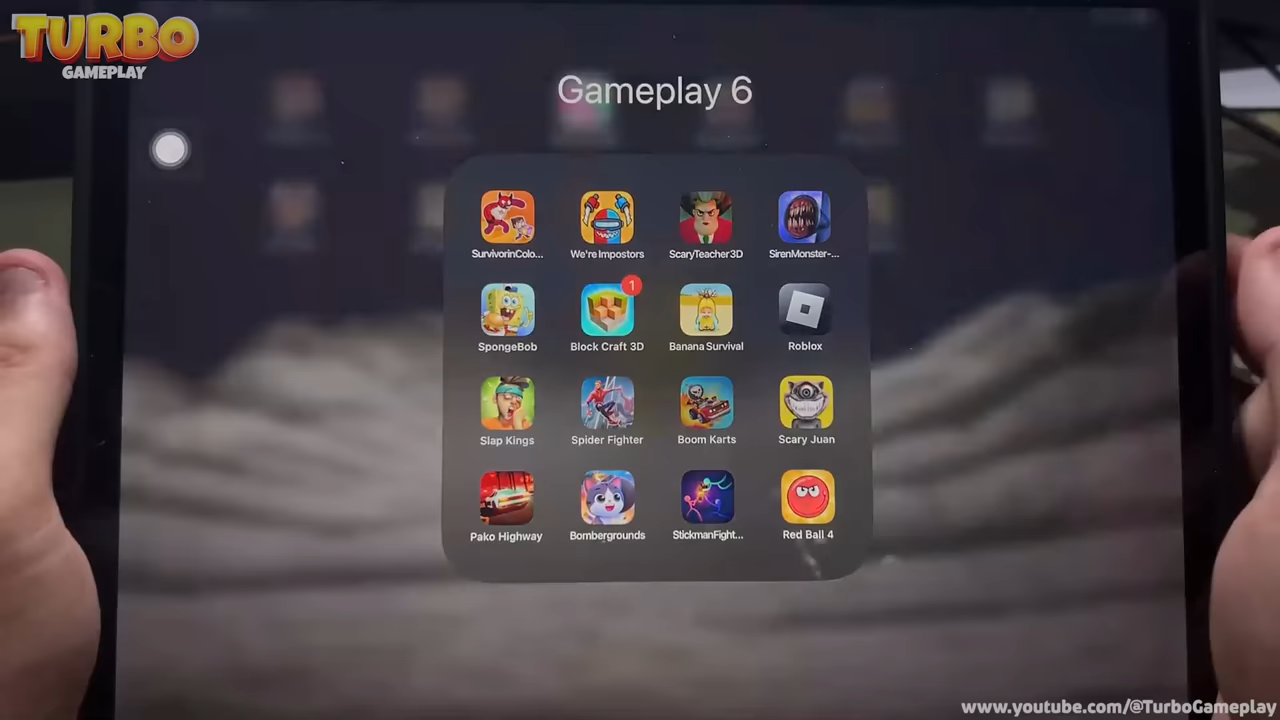 TURBO
GAMEPLAY
Gameplay 6
SurvivorinColo...
We're Impostors
ScaryTeacher3D
SirenMonster-...
1
SpongeBob
Block Craft 3D
Banana Survival
Roblox
Slap Kings
Spider Fighter
Boom Karts
Scary Juan
Pako Highway
Bombergrounds
StickmanFight...
Red Ball 4
www.youtube.com/@TurboGameplay